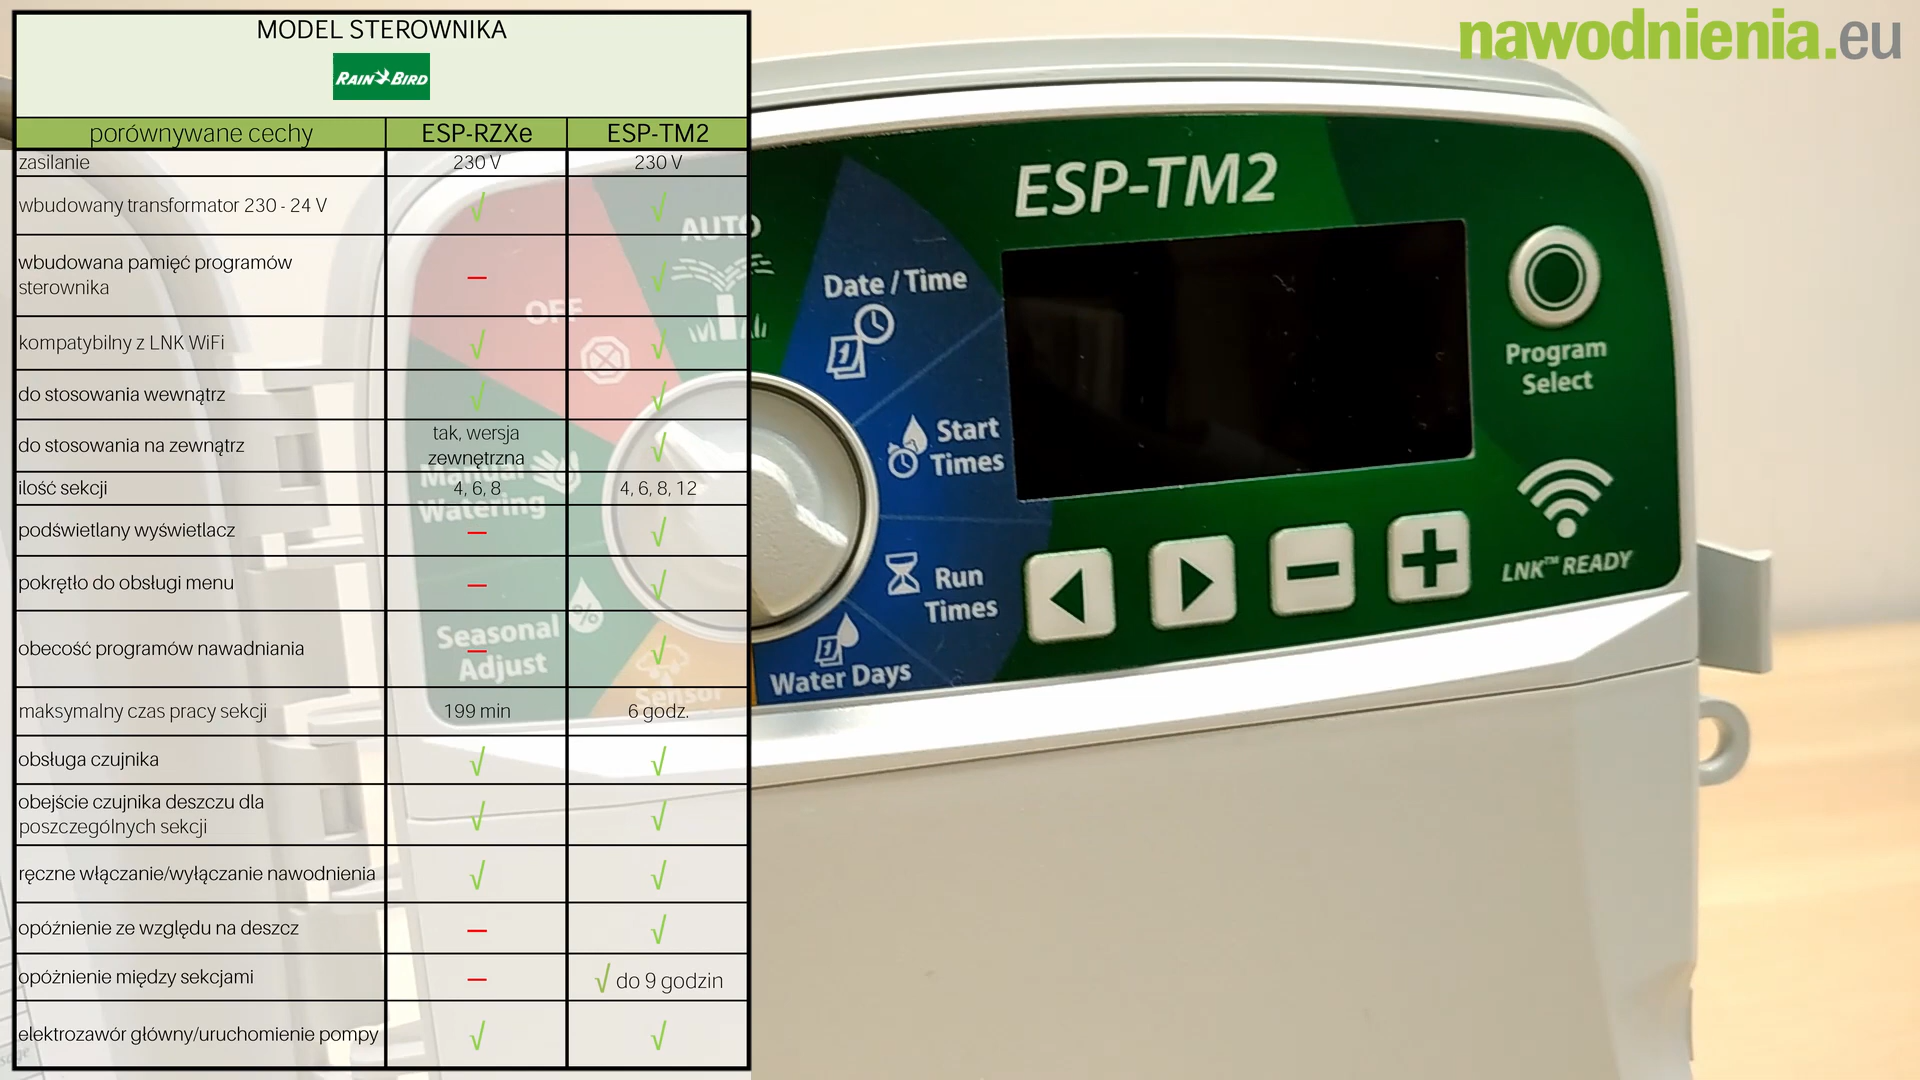 MODEL STEROWNIKA
RAIN BIRD
porównywane cechy ESP-RZXe ESP-TM2
zasilanie 230 V 230 V
wbudowany transformator 230 - 24 V √ √
wbudowana pamięć programów
sterownika — √
kompatybilny z LNK WiFi √ √
do stosowania wewnątrz √ √
do stosowania na zewnątrz tak, wersja
zewnętrzna √
ilość sekcji 4, 6, 8 4, 6, 8, 12
podświetlany wyświetlacz — √
pokrętło do obsługi menu — √
obecość programów nawadniania — √
maksymalny czas pracy sekcji 199 min 6 godz.
obsługa czujnika √ √
obejście czujnika deszczu dla
poszczególnych sekcji √ √
ręczne włączanie/wyłączanie nawodnienia √ √
opóźnienie ze względu na deszcz — √
opóżnienie między sekcjami — √ do 9 godzin
elektrozawór główny/uruchomienie pompy √ √
nawodnienia.eu
ESP-TM2
AUTO
OFF
Manual
Watering
Seasonal
Adjust
Sensor
Date / Time
Start
Times
Run
Times
Water Days
Program
Select
LNK™ READY